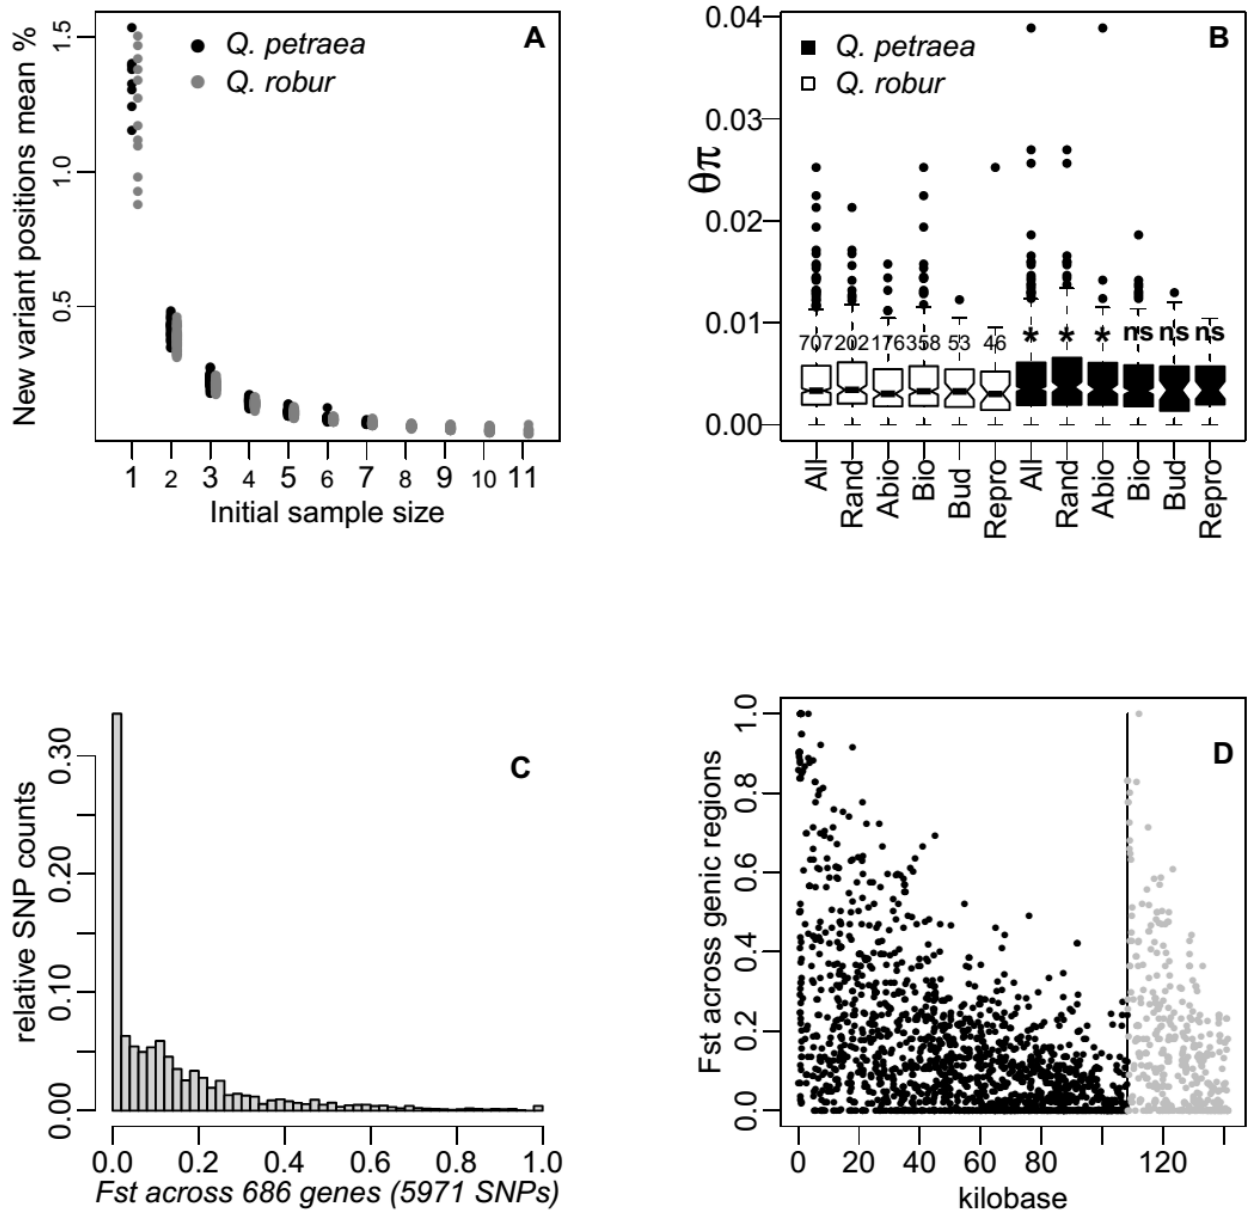 A
New variant positions mean %
1.5
1.0
0.5
Q. petraea
Q. robur
1 2 3 4 5 6 7 8 9 10 11
Initial sample size
B
θπ
0.04
0.03
0.02
0.01
0.00
Q. petraea
Q. robur
707 202 176 358 53 46 * * * ns ns ns
All Rand Abio Bio Bud Repro All Rand Abio Bio Bud Repro
C
relative SNP counts
0.30
0.20
0.10
0.00
0.0 0.2 0.4 0.6 0.8 1.0
Fst across 686 genes (5971 SNPs)
D
Fst across genic regions
1.0
0.8
0.6
0.4
0.2
0.0
0 20 40 60 80 120
kilobase